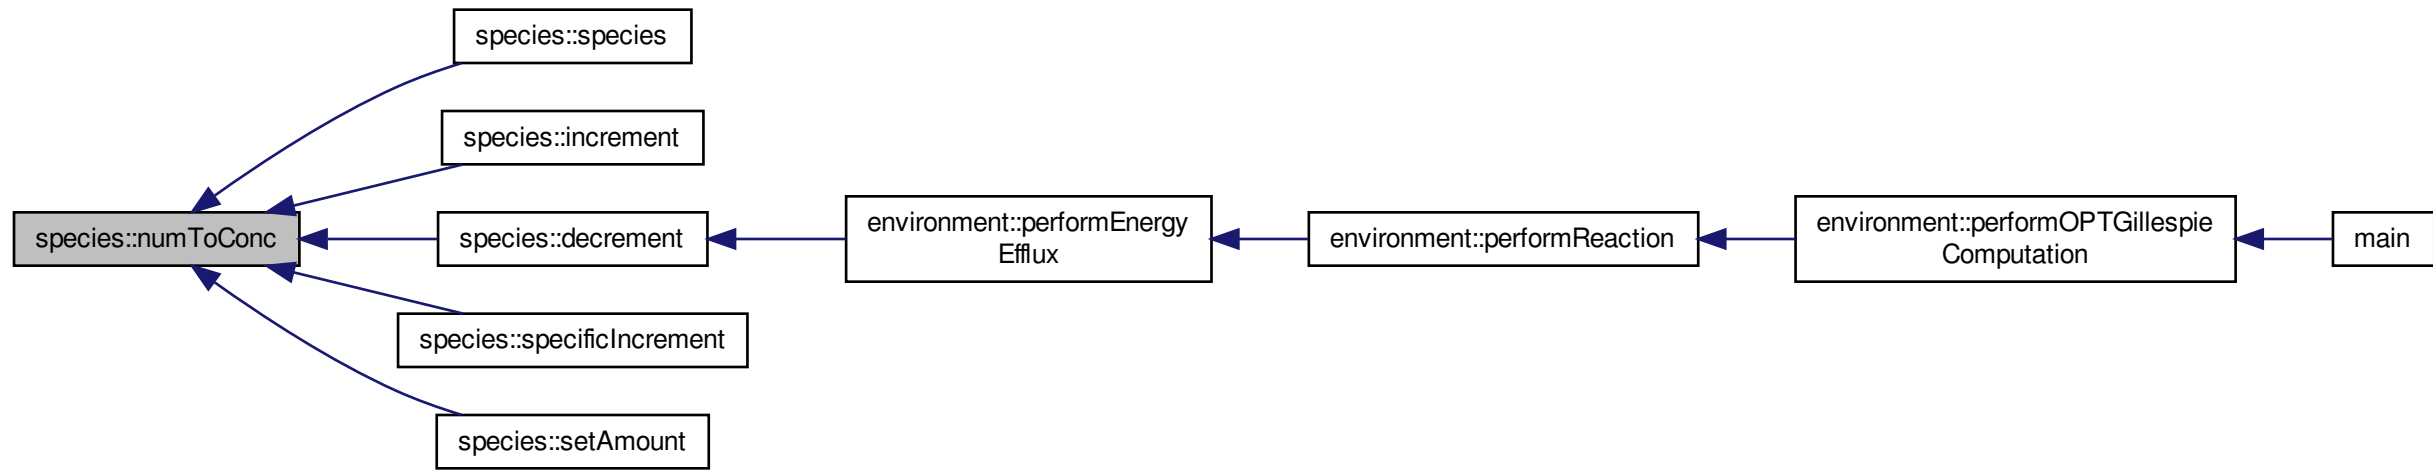 species::species
species::increment
species::numToConc
species::decrement
environment::performEnergy
Efflux
environment::performReaction
environment::performOPTGillespie
Computation
main
species::specificIncrement
species::setAmount